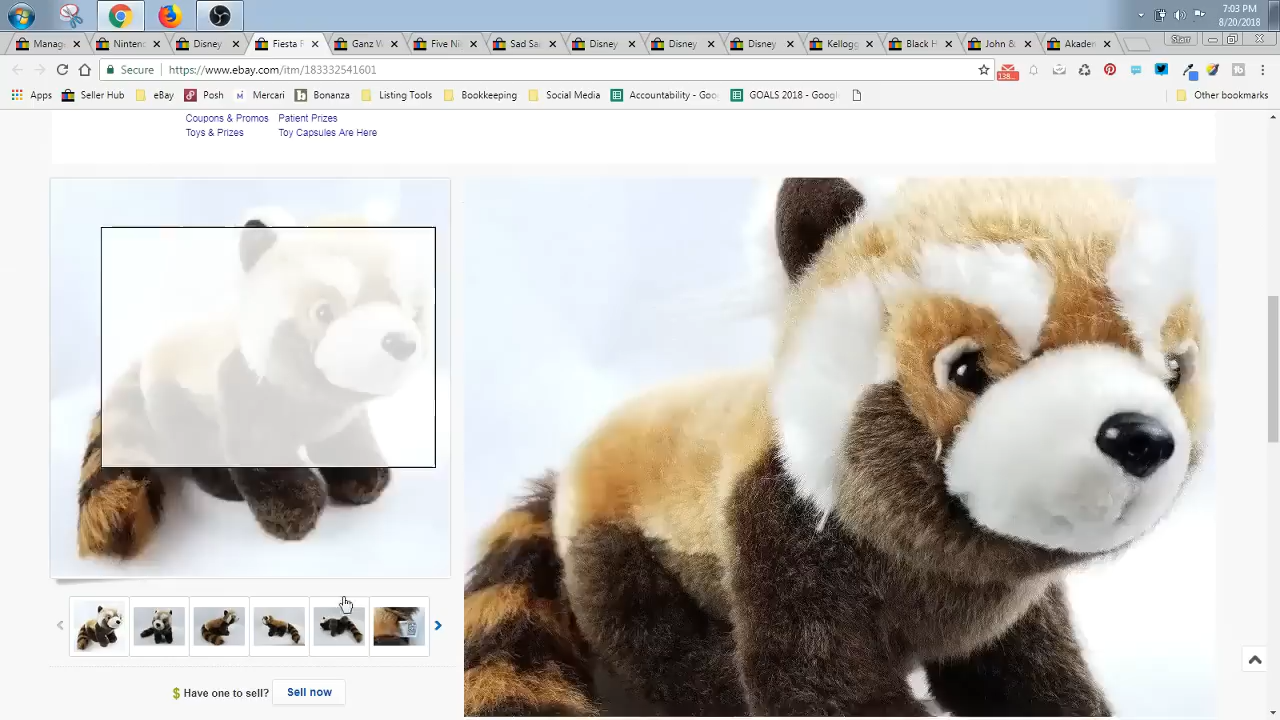 7:03 PM
8/20/2018
Manag
Nintenc
Disney
Fiesta F
Ganz W
Five Ni
Sad Sa
Disney
Disney
Disney
Kellogg
Black H
John &
Akaden
Starr
Secure
https://www.ebay.com/itm/183332541601
Apps
Seller Hub
eBay
Posh
Mercari
Bonanza
Listing Tools
Bookkeeping
Social Media
Accountability - Goo
GOALS 2018 - Googl
Other bookmarks
Coupons & Promos
Patient Prizes
Toys & Prizes
Toy Capsules Are Here
$ Have one to sell?
Sell now